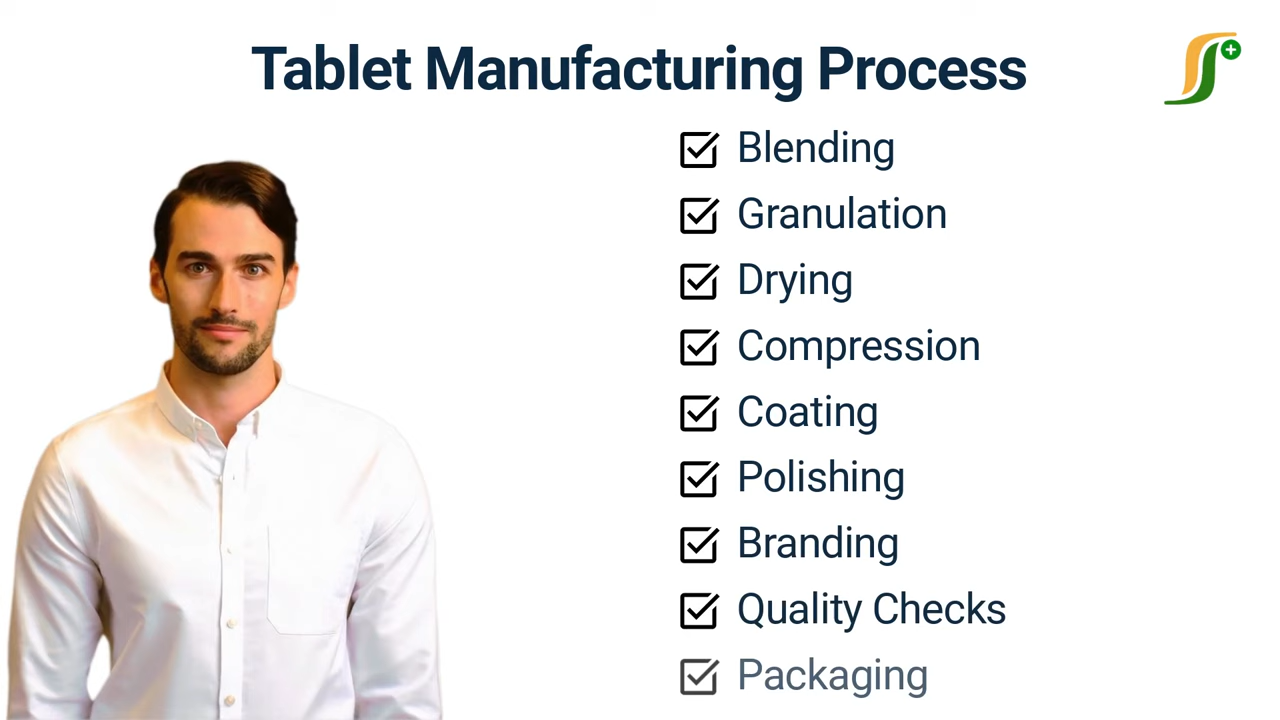 Tablet Manufacturing Process
Blending
Granulation
Drying
Compression
Coating
Polishing
Branding
Quality Checks
Packaging